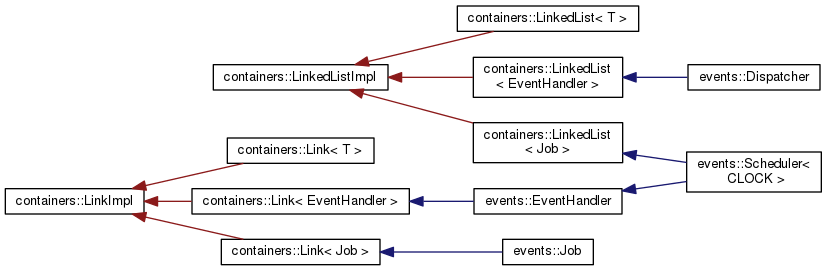 containers::LinkedList< T >
containers::LinkedListImpl
containers::LinkedList
< EventHandler >
events::Dispatcher
containers::LinkedList
< Job >
containers::Link< T >
events::Scheduler<
CLOCK >
containers::LinkImpl
containers::Link< EventHandler >
events::EventHandler
containers::Link< Job >
events::Job